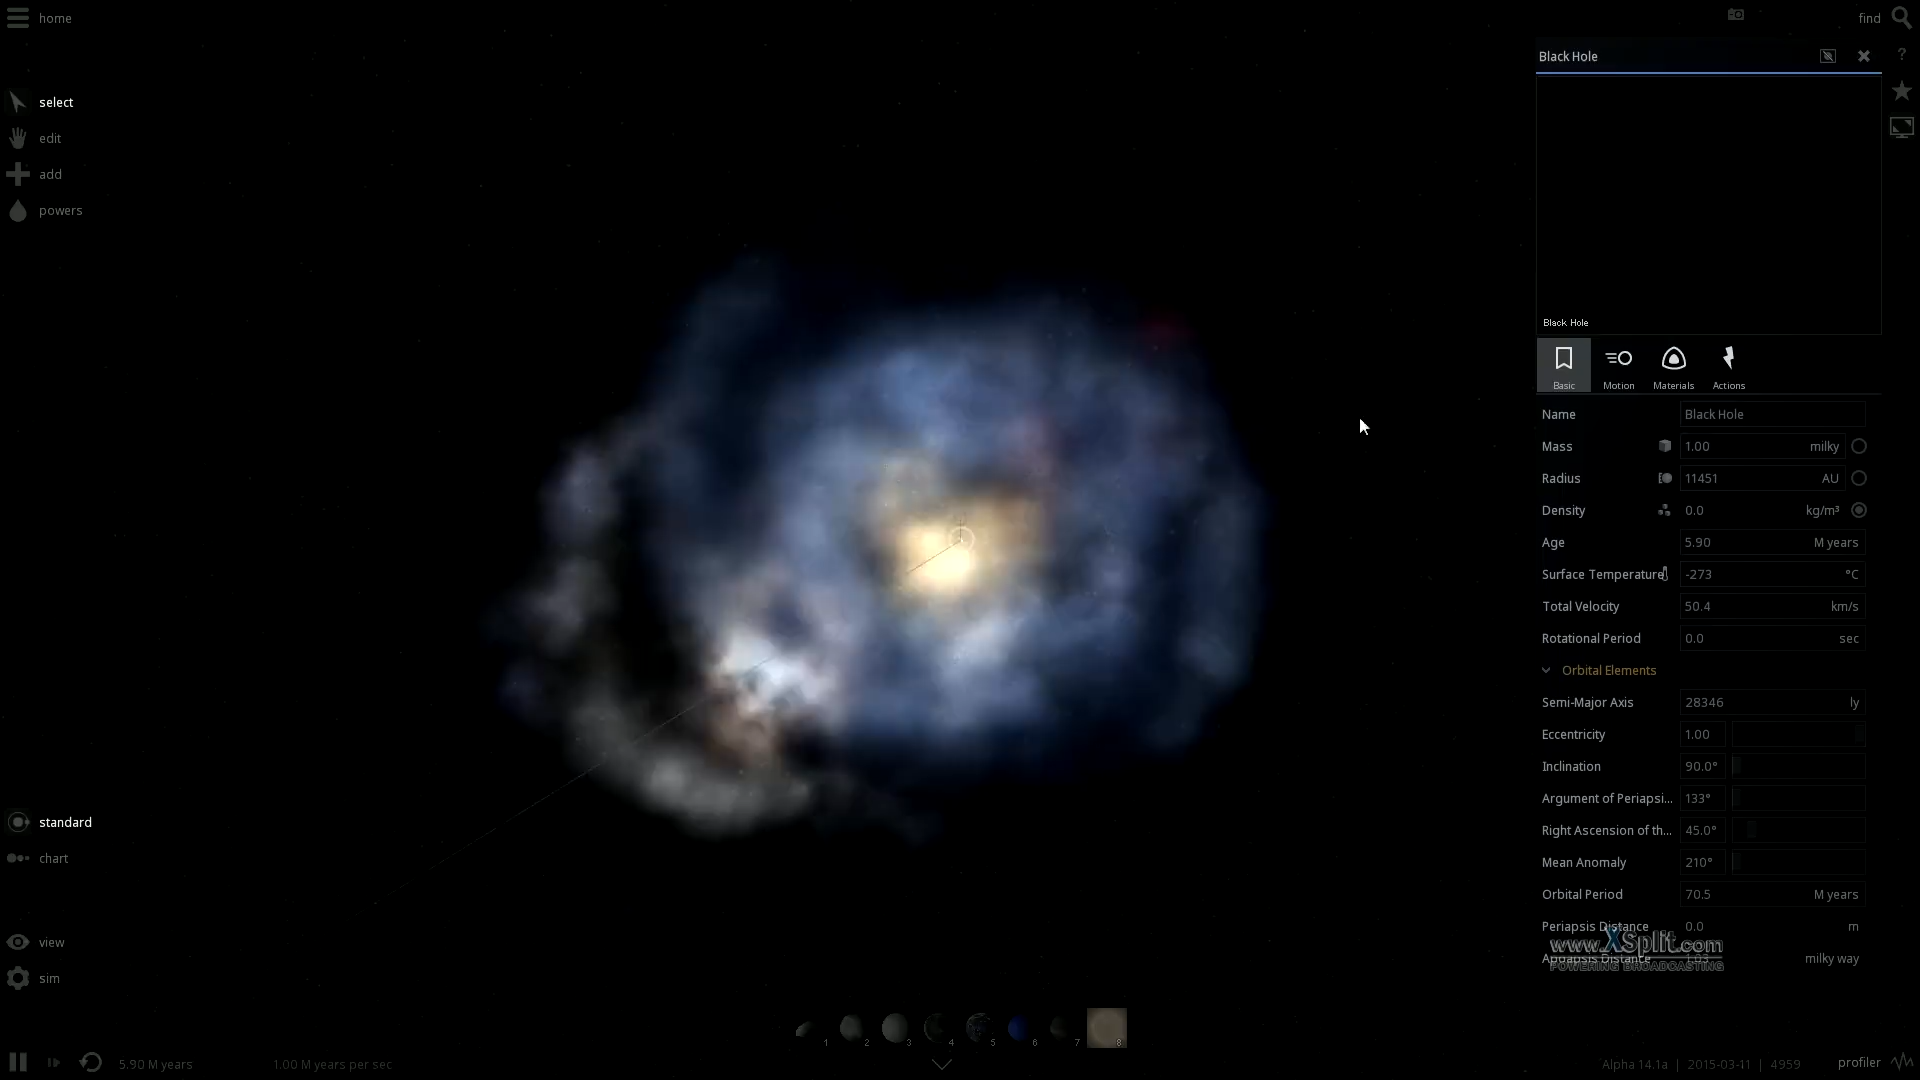 home
find
Black Hole
?
select
edit
add
powers
Black Hole
Basic Motion Materials Actions
Name Black Hole
Mass 1.00 milky
Radius 11451 AU
Density 0.0 kg/m³
Age 5.90 M years
Surface Temperature -273 °C
Total Velocity 50.4 km/s
Rotational Period 0.0 sec
Orbital Elements
Semi-Major Axis 28346 ly
Eccentricity 1.00
Inclination 90.0°
Argument of Periapsi... 133°
Right Ascension of th... 45.0°
Mean Anomaly 210°
Orbital Period 70.5 M years
Periapsis Distance 0.0 m
www.XSplit.com
Apoapsis Distance 1.03 milky way
POWERING BROADCASTING
standard
chart
view
sim
1 2 3 4 5 6 7 8
5.90 M years 1.00 M years per sec
Alpha 14.1a | 2015-03-11 | 4959 profiler